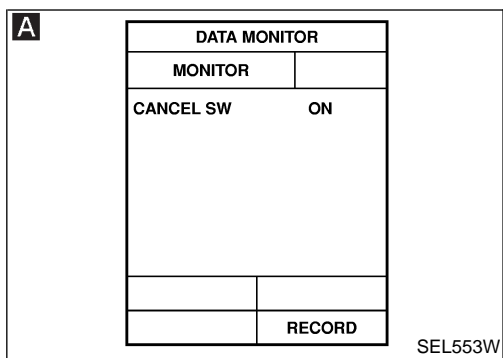 A
DATA MONITOR
MONITOR
CANCEL SW ON
RECORD
SEL553W